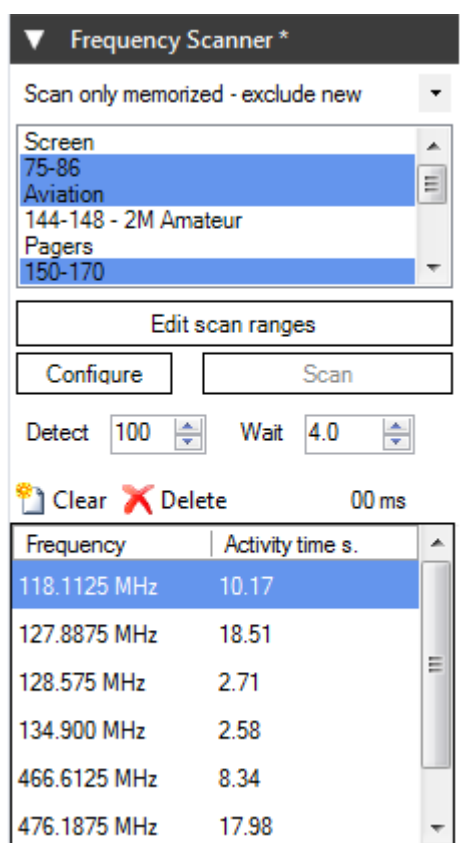 Frequency Scanner *
Scan only memorized - exclude new
Screen
75-86
Aviation
144-148 - 2M Amateur
Pagers
150-170
Edit scan ranges
Configure Scan
Detect 100 Wait 4.0
Clear Delete 00 ms
Frequency Activity time s.
118.1125 MHz 10.17
127.8875 MHz 18.51
128.575 MHz 2.71
134.900 MHz 2.58
466.6125 MHz 8.34
476.1875 MHz 17.98